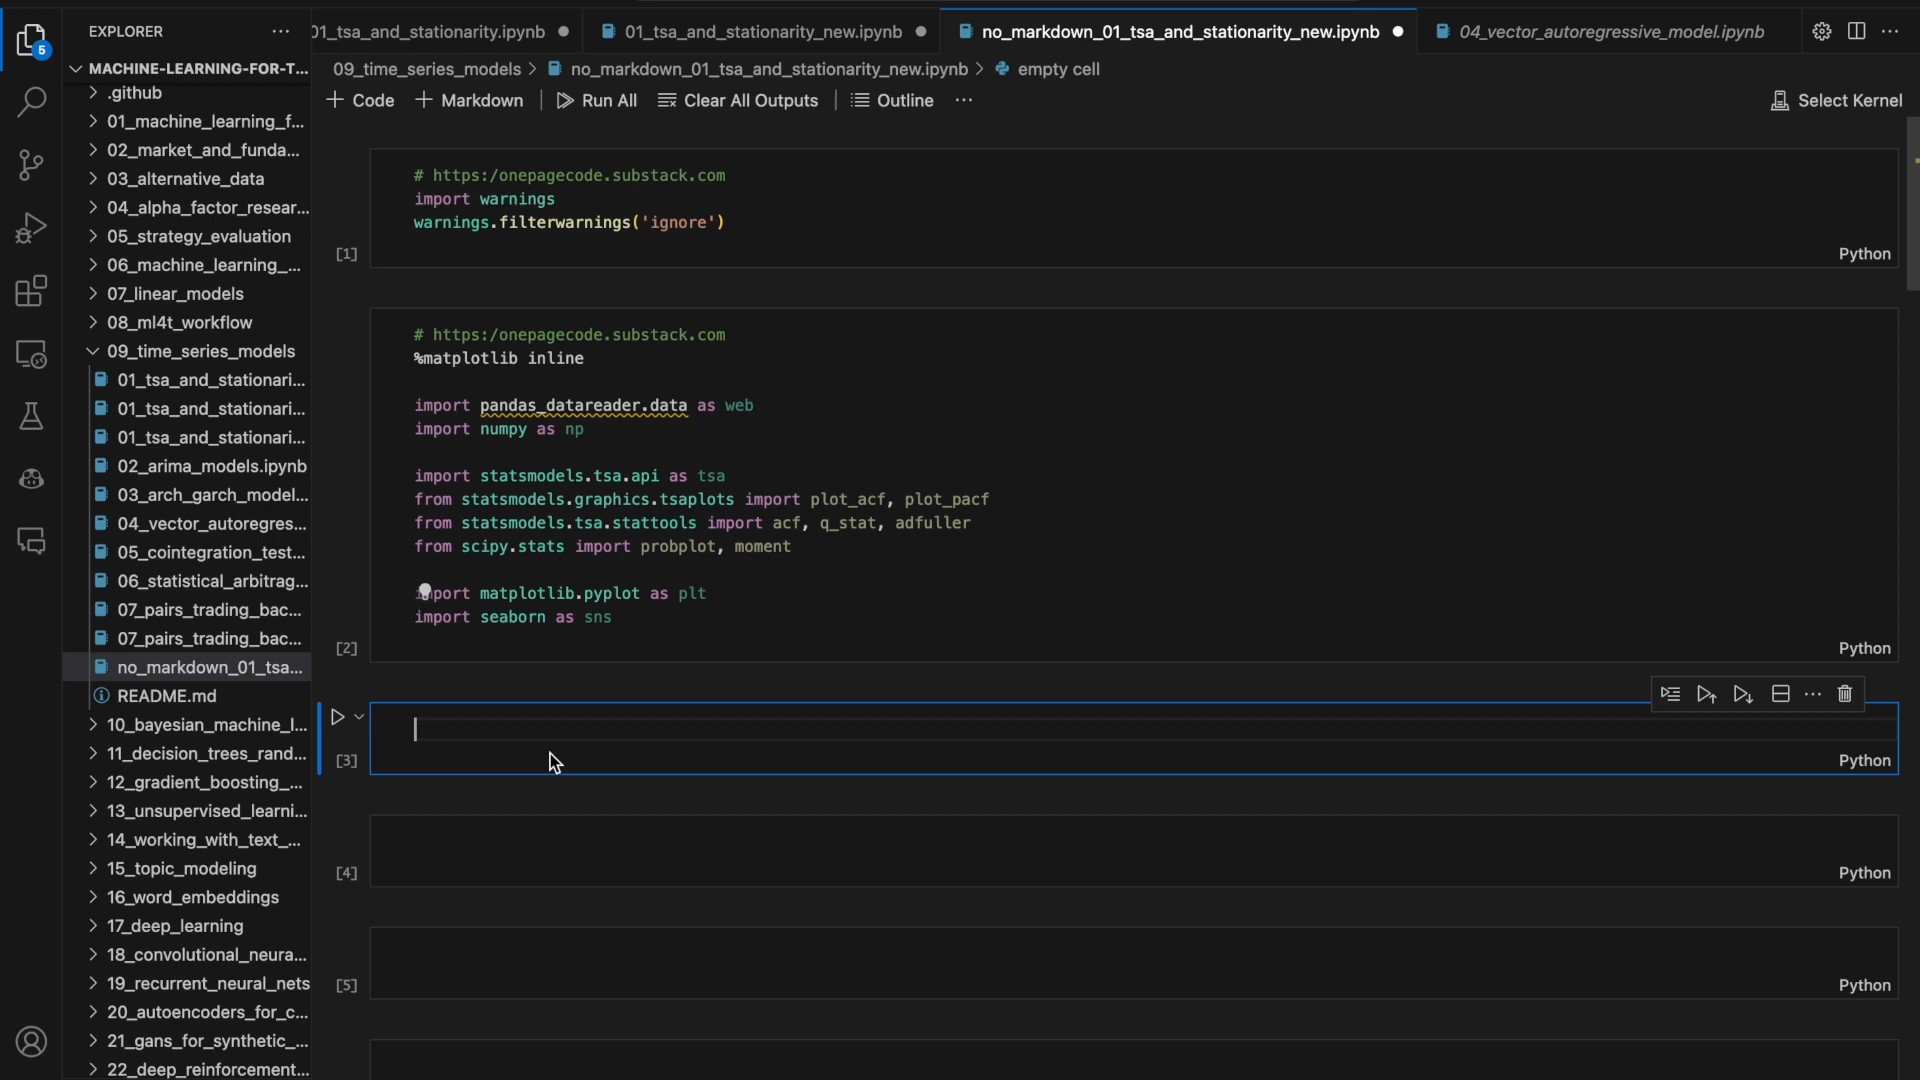 EXPLORER
MACHINE-LEARNING-FOR-T...
.github
01_machine_learning_f...
02_market_and_funda...
03_alternative_data
04_alpha_factor_resear...
05_strategy_evaluation
06_machine_learning_...
07_linear_models
08_ml4t_workflow
09_time_series_models
01_tsa_and_stationari...
01_tsa_and_stationari...
01_tsa_and_stationari...
02_arima_models.ipynb
03_arch_garch_model...
04_vector_autoregres...
05_cointegration_test...
06_statistical_arbitrag...
07_pairs_trading_bac...
07_pairs_trading_bac...
no_markdown_01_tsa...
README.md
10_bayesian_machine_l...
11_decision_trees_rand...
12_gradient_boosting_...
13_unsupervised_learni...
14_working_with_text_...
15_topic_modeling
16_word_embeddings
17_deep_learning
18_convolutional_neura...
19_recurrent_neural_nets
20_autoencoders_for_c...
21_gans_for_synthetic_...
22_deep_reinforcement...
5
01_tsa_and_stationarity.ipynb
01_tsa_and_stationarity_new.ipynb
no_markdown_01_tsa_and_stationarity_new.ipynb
04_vector_autoregressive_model.ipynb
09_time_series_models > no_markdown_01_tsa_and_stationarity_new.ipynb > empty cell
+ Code + Markdown Run All Clear All Outputs Outline ... Select Kernel
# https:/onepagecode.substack.com
import warnings
warnings.filterwarnings('ignore')
[1] Python
# https:/onepagecode.substack.com
%matplotlib inline
import pandas_datareader.data as web
import numpy as np
import statsmodels.tsa.api as tsa
from statsmodels.graphics.tsaplots import plot_acf, plot_pacf
from statsmodels.tsa.stattools import acf, q_stat, adfuller
from scipy.stats import probplot, moment
import matplotlib.pyplot as plt
import seaborn as sns
[2] Python
[3] Python
[4] Python
[5] Python